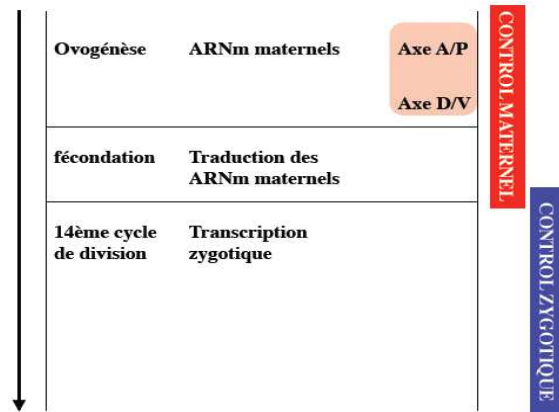 Ovogénèse ARNm maternels Axe A/P
Axe D/V
fécondation Traduction des
ARNm maternels
14ème cycle Transcription
de division zygotique
CONTROL MATERNEL
CONTROL ZYGOTIQUE